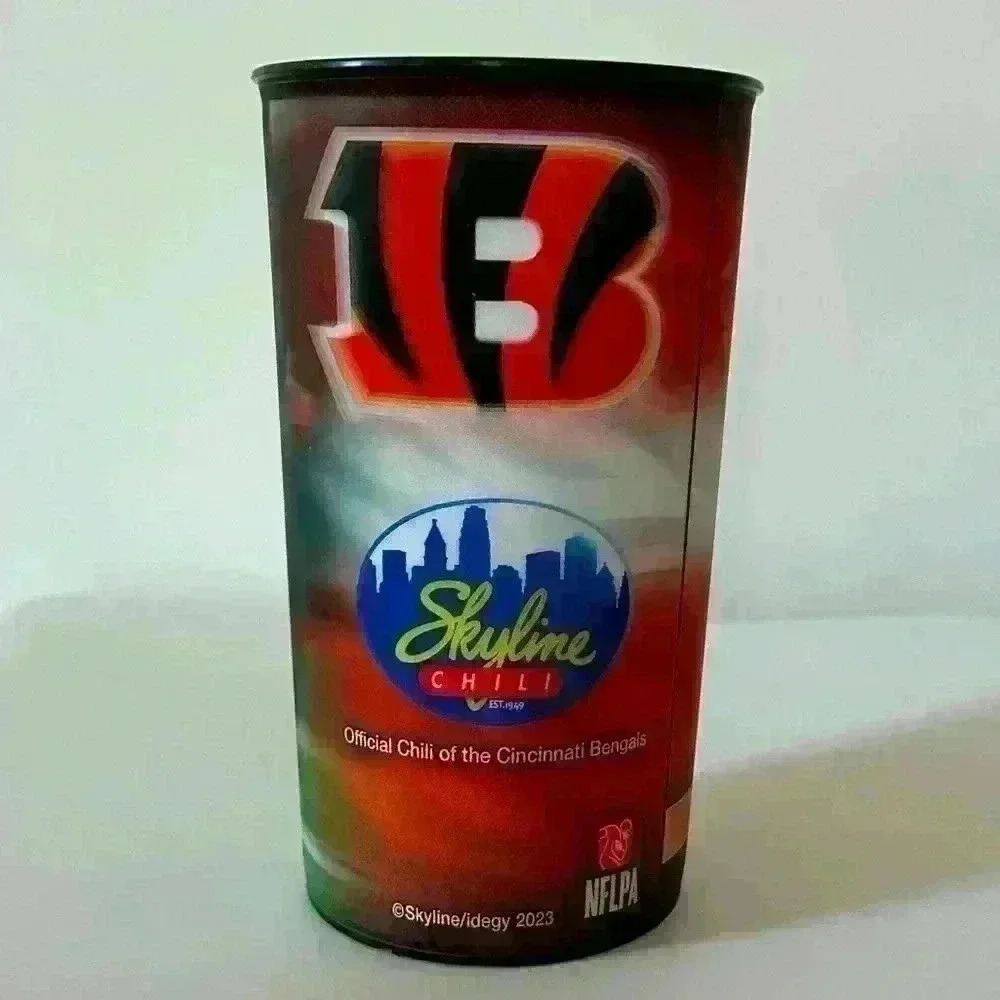 B
Skyline
CHILI
EST.1949
Official Chili of the Cincinnati Bengals
NFLPA
©Skyline/idegy 2023